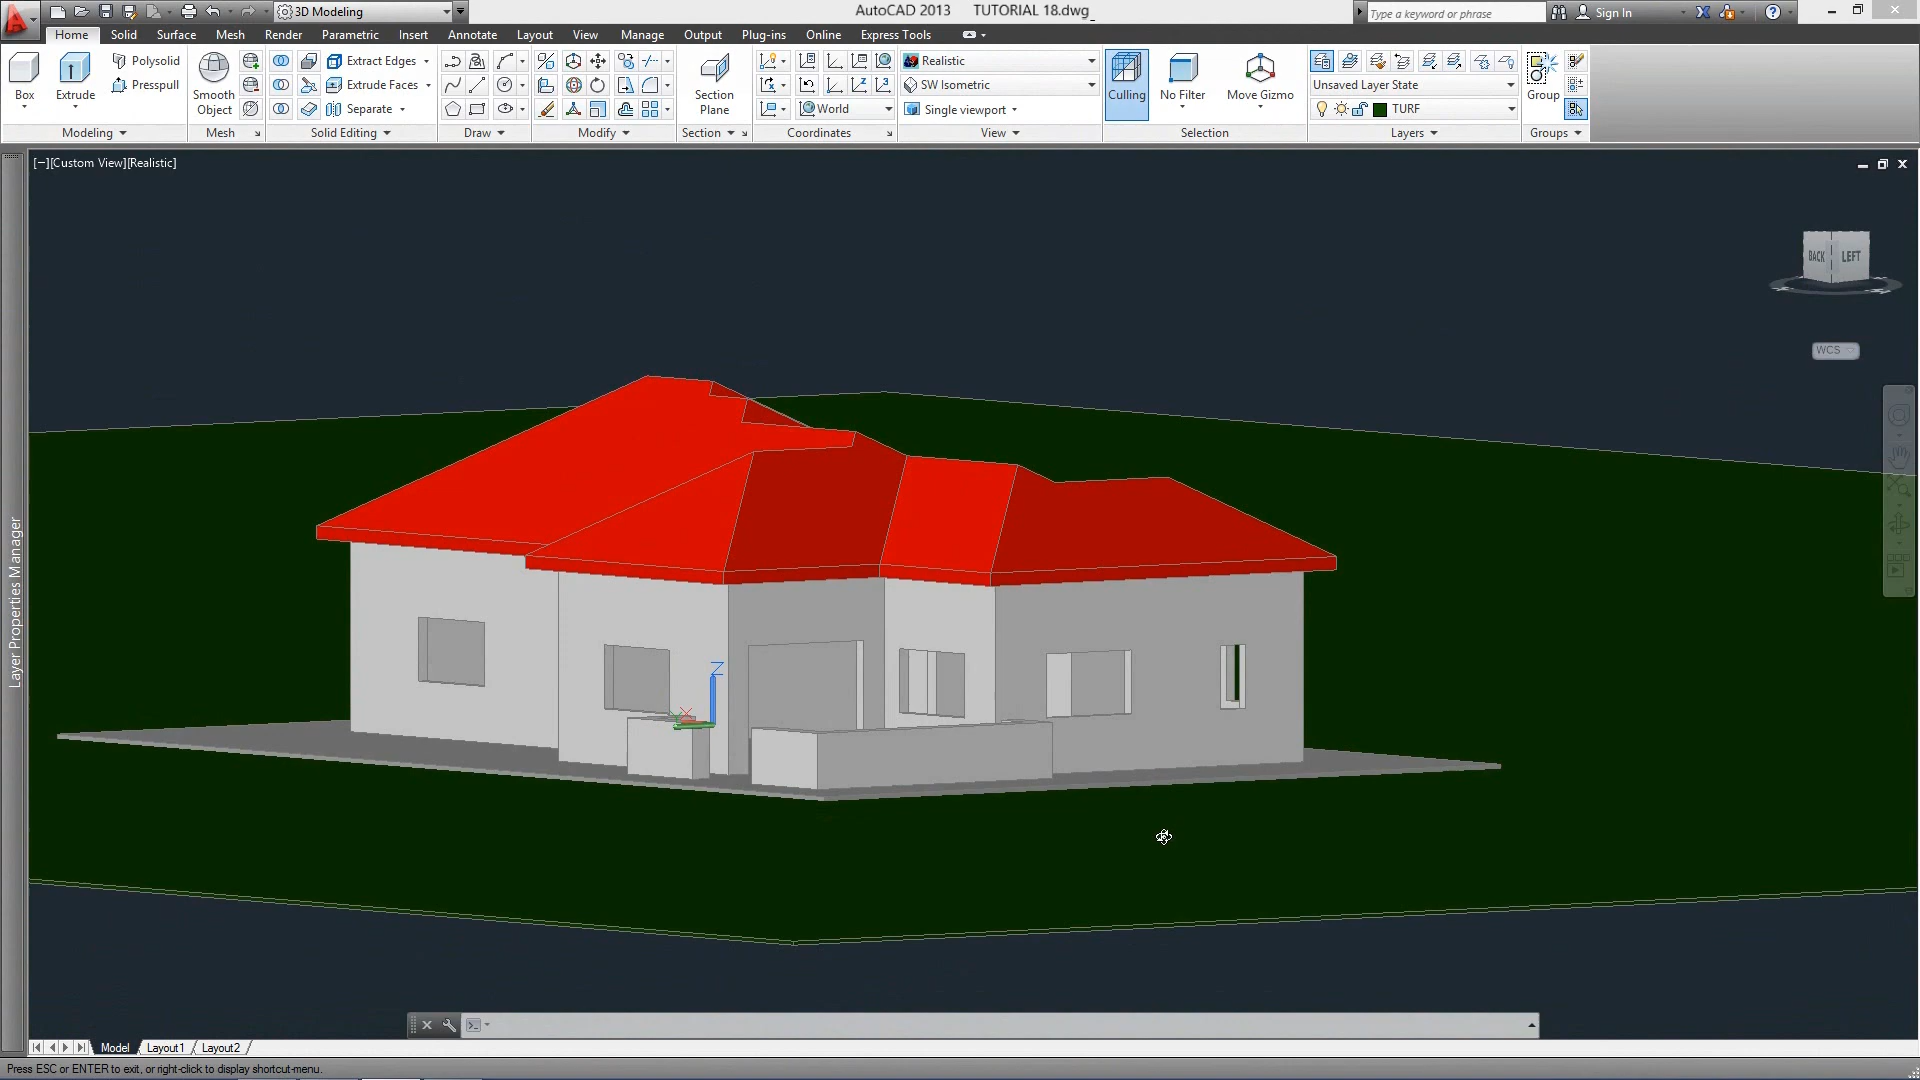 3D Modeling
AutoCAD 2013 TUTORIAL 18.dwg
Type a keyword or phrase
Sign In
Home Solid Surface Mesh Render Parametric Insert Annotate Layout View Manage Output Plug-ins Online Express Tools
Box
Extrude
Polysolid
Presspull
Modeling
Smooth Object
Mesh
Extract Edges
Extrude Faces
Separate
Solid Editing
Draw
Modify
Section Plane
Section
World
Coordinates
Realistic
SW Isometric
Single viewport
View
Culling
No Filter
Move Gizmo
Selection
Unsaved Layer State
TURF
Layers
Group
Groups
[−][Custom View][Realistic]
BACK LEFT
WCS
Layer Properties Manager
Z
X
Model Layout1 Layout2
Press ESC or ENTER to exit, or right-click to display shortcut-menu.